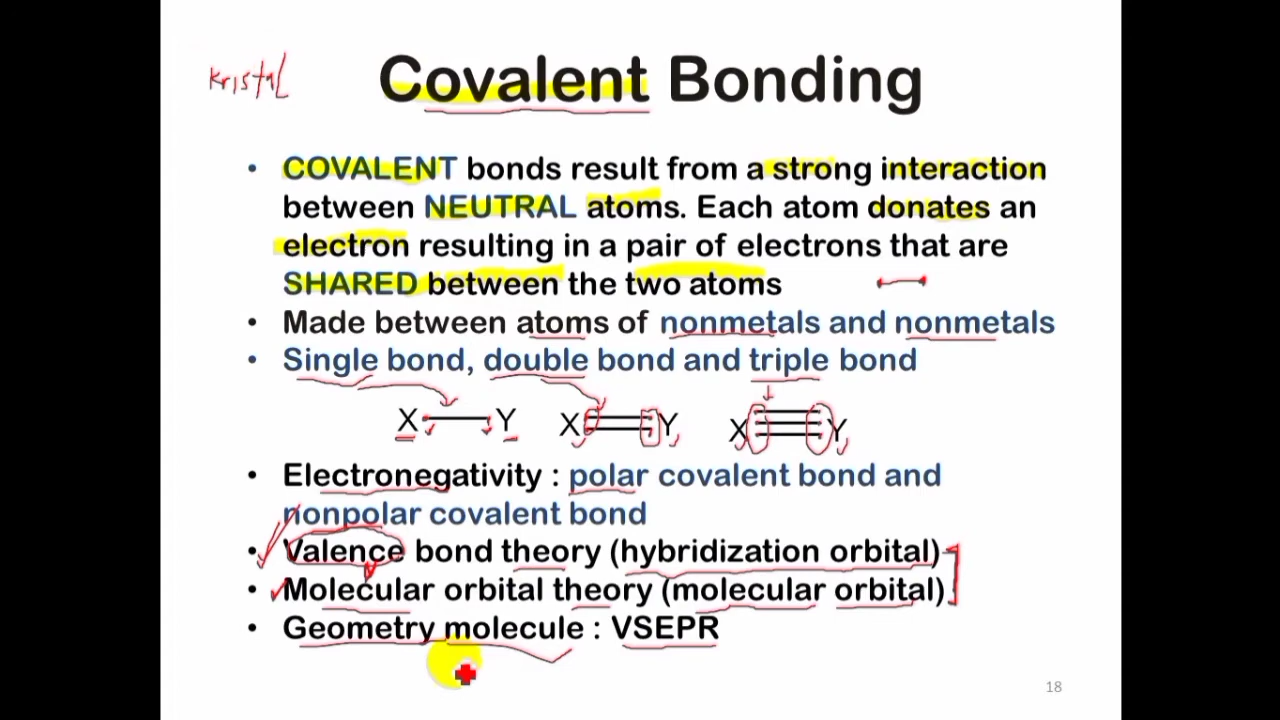 Kristal
Covalent Bonding
• COVALENT bonds result from a strong interaction
between NEUTRAL atoms. Each atom donates an
electron resulting in a pair of electrons that are
SHARED between the two atoms
• Made between atoms of nonmetals and nonmetals
• Single bond, double bond and triple bond
X Y X Y X Y
• Electronegativity : polar covalent bond and
nonpolar covalent bond
• Valence bond theory (hybridization orbital)
• Molecular orbital theory (molecular orbital)
• Geometry molecule : VSEPR
18